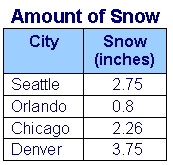 Amount of Snow
City Snow (inches)
Seattle 2.75
Orlando 0.8
Chicago 2.26
Denver 3.75